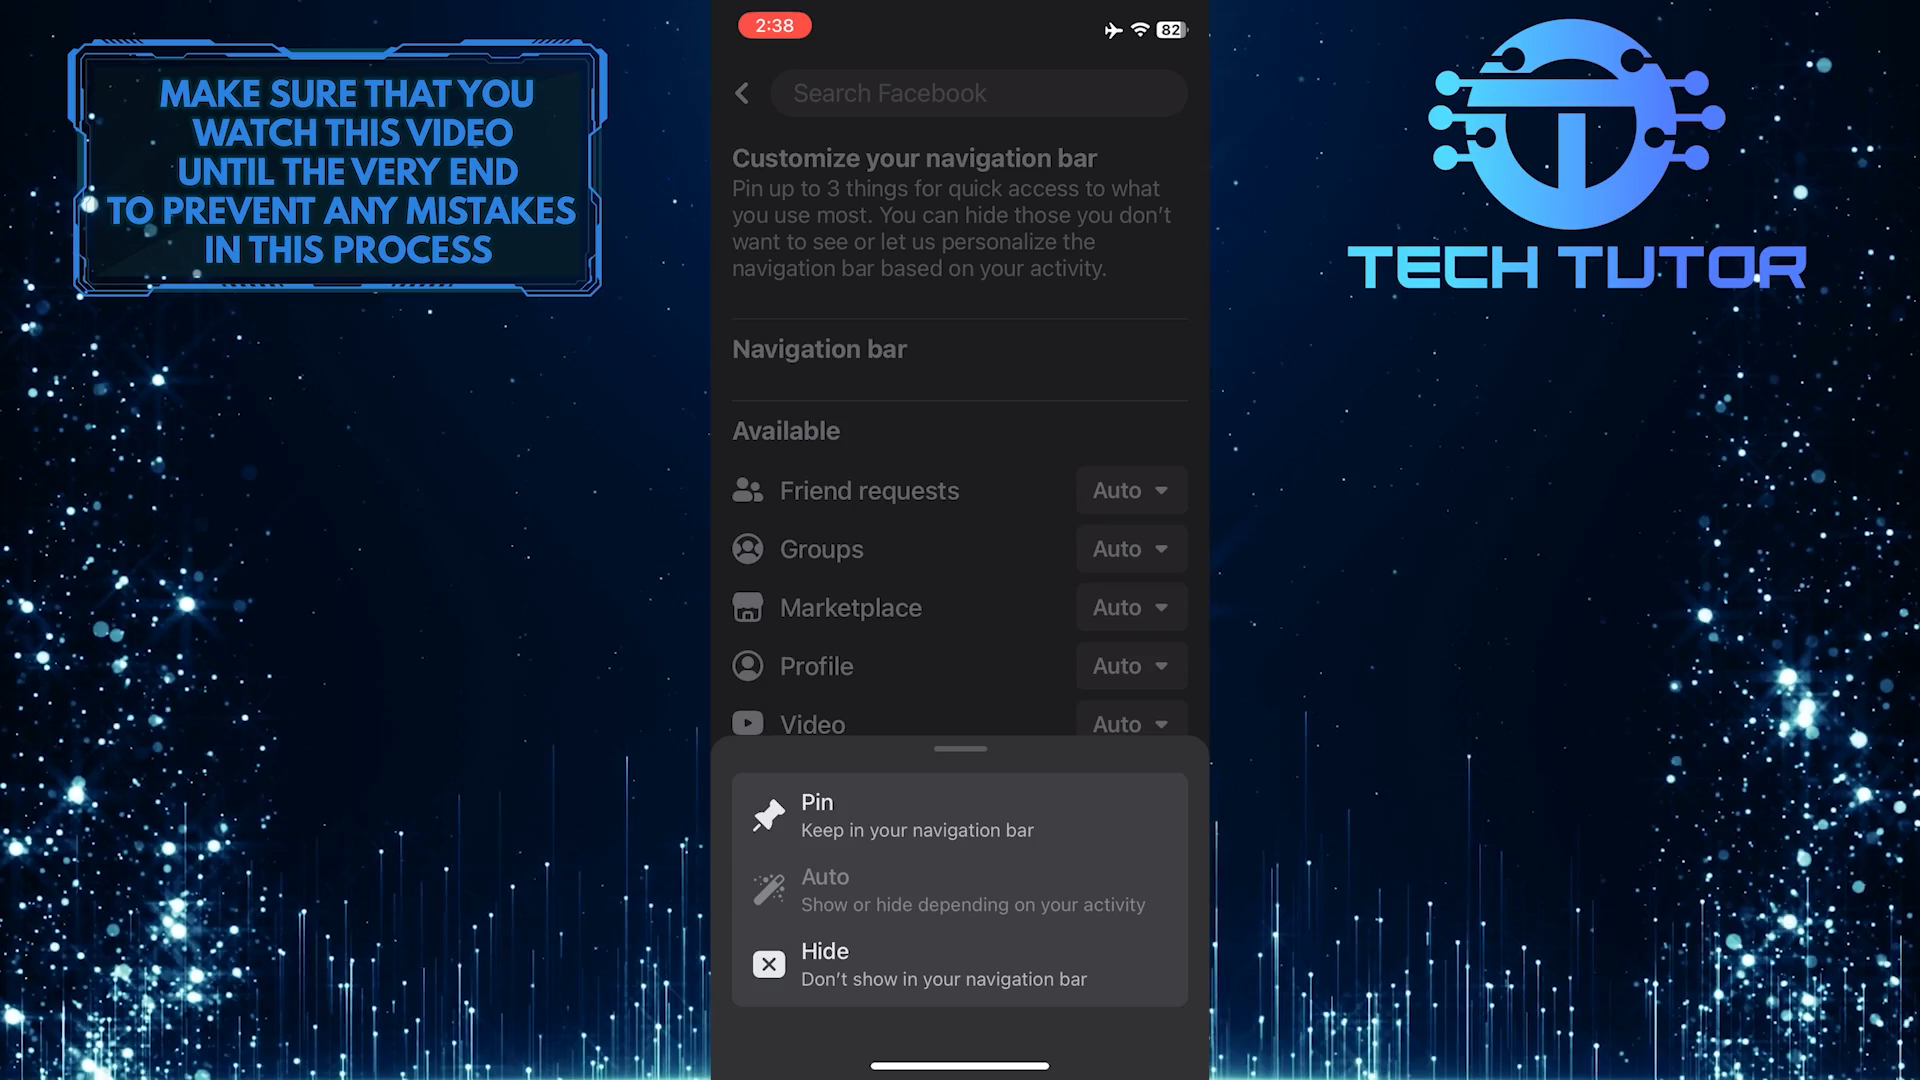 MAKE SURE THAT YOU
WATCH THIS VIDEO
UNTIL THE VERY END
TO PREVENT ANY MISTAKES
IN THIS PROCESS
2:38
82
Search Facebook
Customize your navigation bar
Pin up to 3 things for quick access to what
you use most. You can hide those you don’t
want to see or let us personalize the
navigation bar based on your activity.
Navigation bar
Available
Friend requests Auto
Groups Auto
Marketplace Auto
Profile Auto
Video Auto
Pin
Keep in your navigation bar
Auto
Show or hide depending on your activity
Hide
Don’t show in your navigation bar
TECH TUTOR